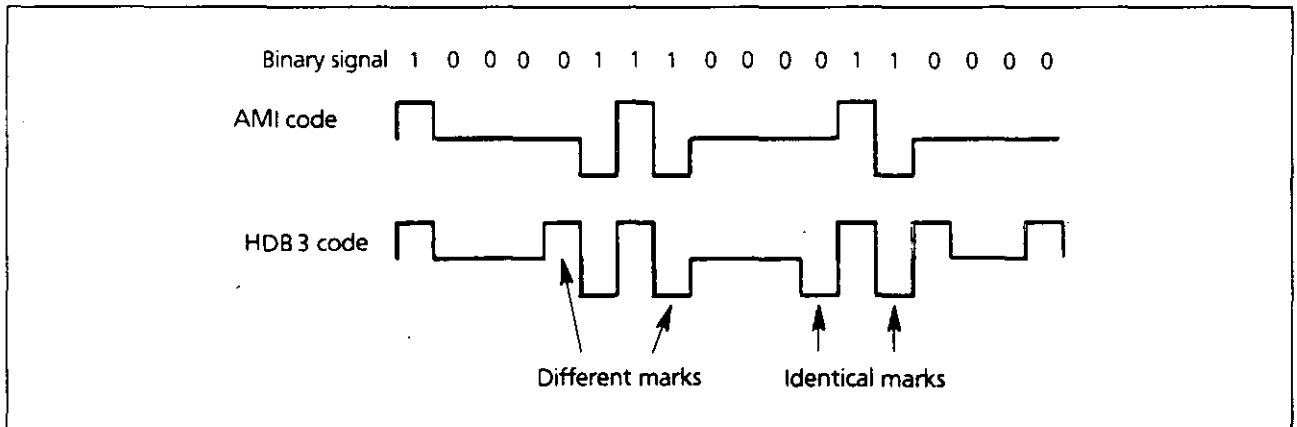 Binary signal 1 0 0 0 0 1 1 1 0 0 0 0 1 1 0 0 0 0
AMI code
HDB 3 code
Different marks Identical marks